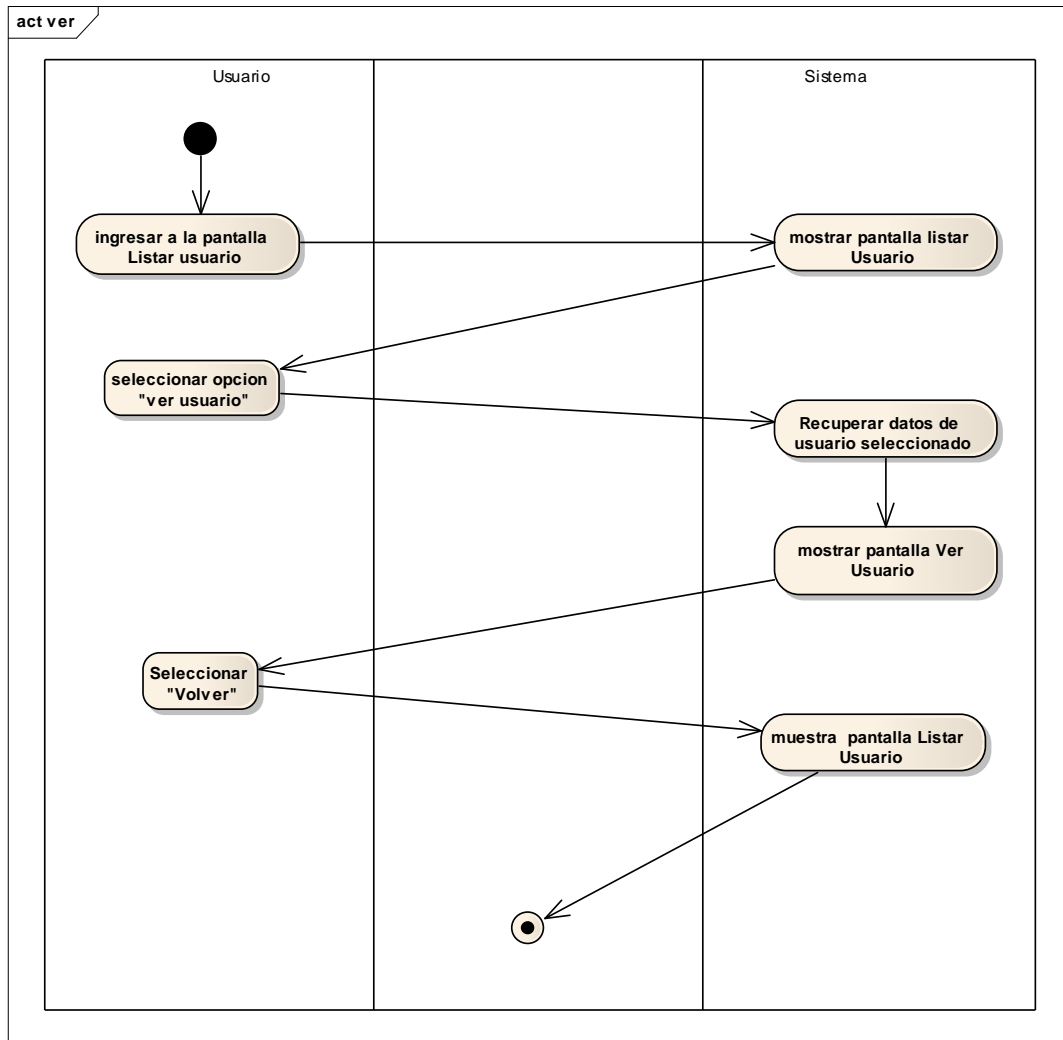 act ver
Usuario
Sistema
ingresar a la pantalla
Listar usuario
mostrar pantalla listar
Usuario
seleccionar opcion
"ver usuario"
Recuperar datos de
usuario seleccionado
mostrar pantalla Ver
Usuario
Seleccionar
"Volver"
muestra pantalla Listar
Usuario